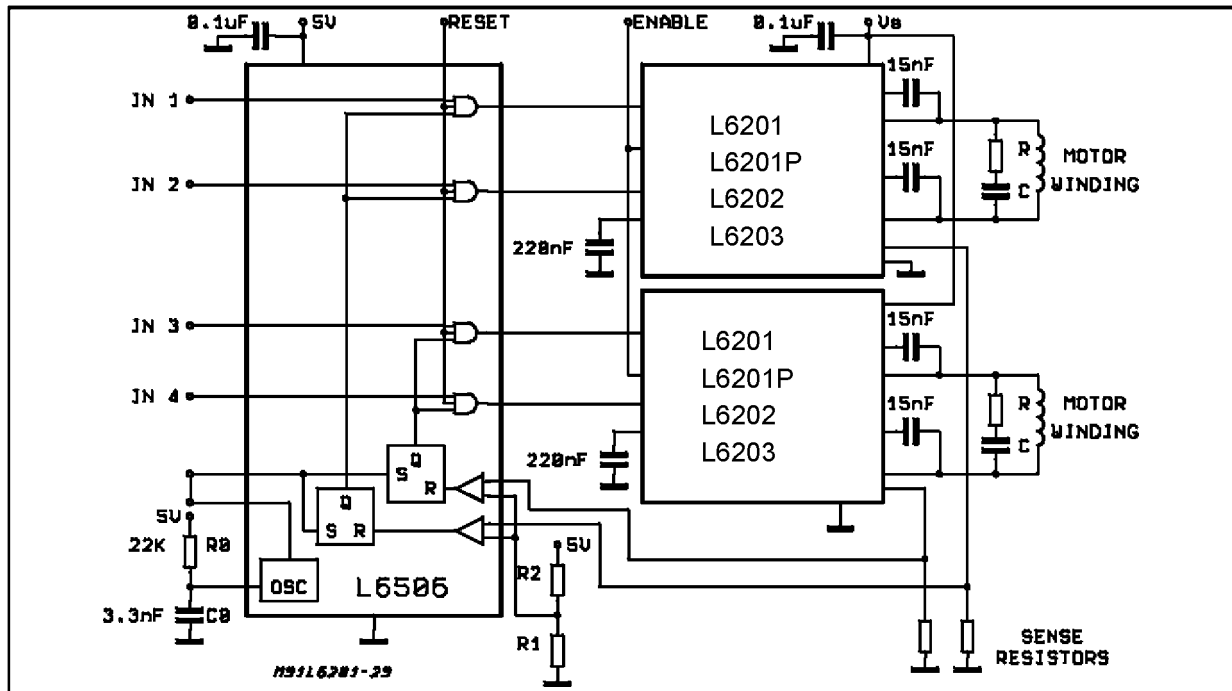 0.1uF
5V
RESET
ENABLE
0.1uF
Vs
15nF
IN 1
L6201
L6201P
L6202
L6203
15nF
R
C
MOTOR
WINDING
IN 2
220nF
IN 3
L6201
L6201P
L6202
L6203
15nF
IN 4
15nF
R
C
MOTOR
WINDING
220nF
Q
S
R
Q
S R
5V
22K
R0
OSC
L6506
5V
R2
3.3nF
C0
R1
SENSE
RESISTORS
M91L6201-29